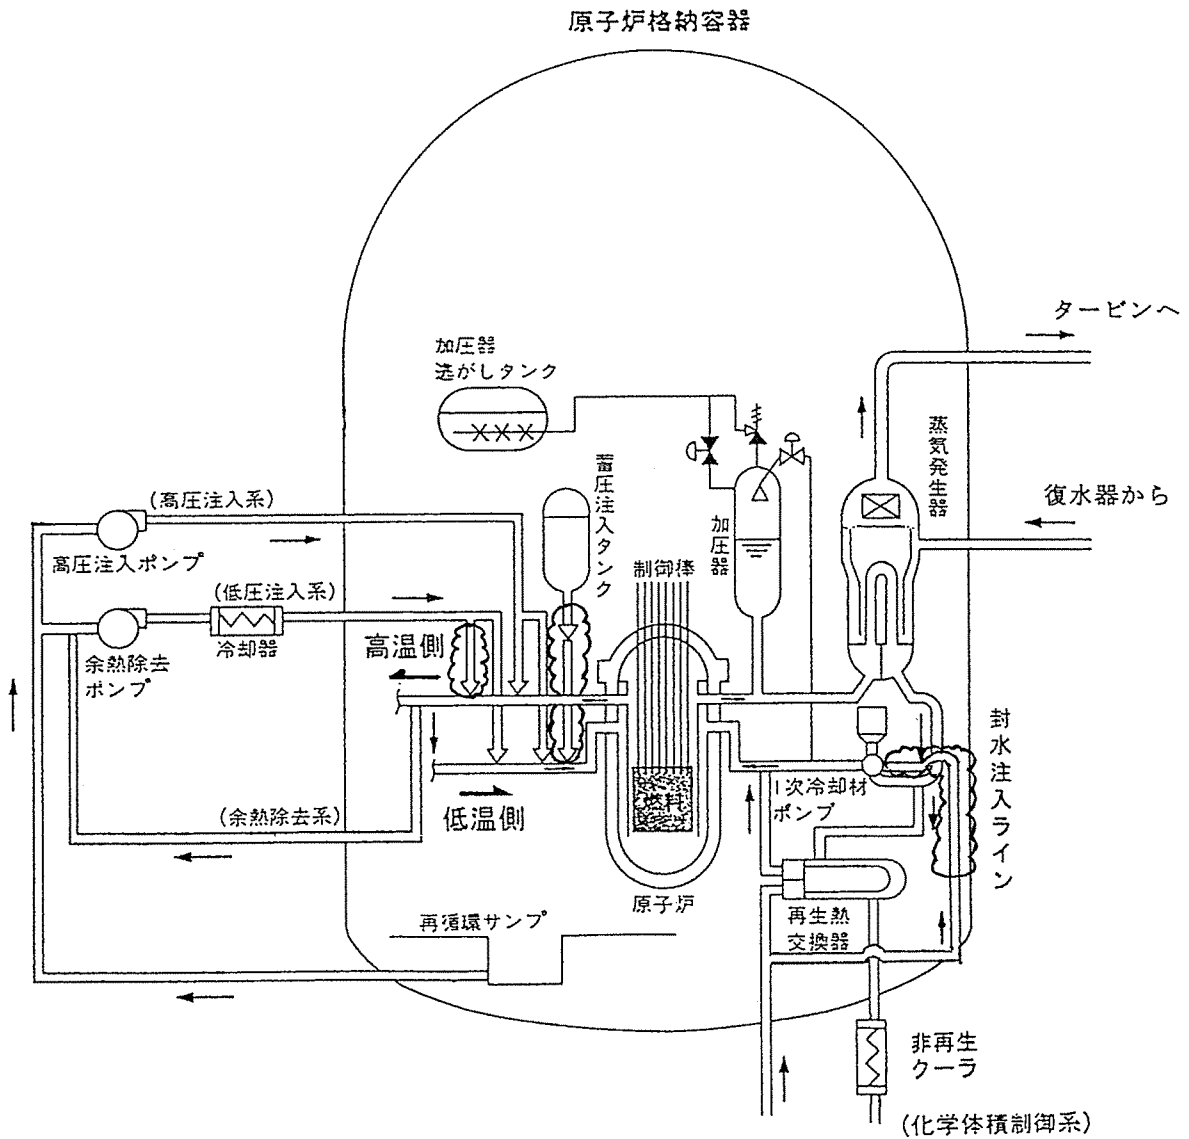 原子炉格納容器
タービンへ
加圧器
逃がしタンク
蒸気発生器
蓄圧注入タンク
復水器から
(高圧注入系)
加圧器
高圧注入ポンプ
制御棒
(低圧注入系)
冷却器
高温側
余熱除去
ポンプ
封水注入ライン
1次冷却材
ポンプ
燃料
(余熱除去系)
低温側
原子炉
再循環サンプ
再生熱
交換器
非再生
クーラ
(化学体積制御系)